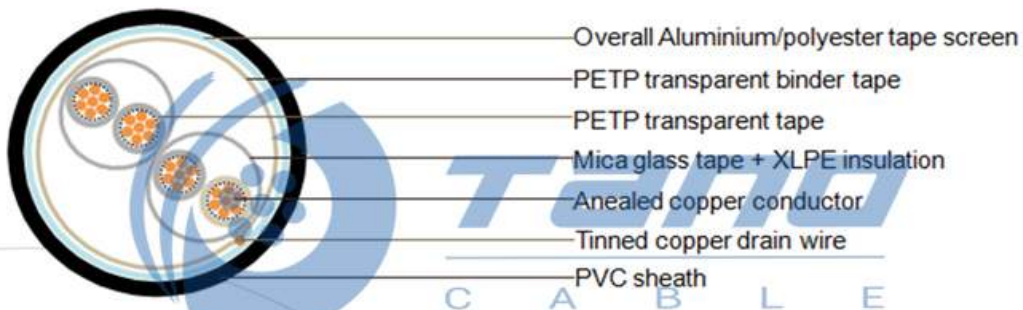 Overall Aluminium/polyester tape screen
PETP transparent binder tape
PETP transparent tape
Mica glass tape + XLPE insulation
Anealed copper conductor
Tinned copper drain wire
PVC sheath
Tano
CABLE